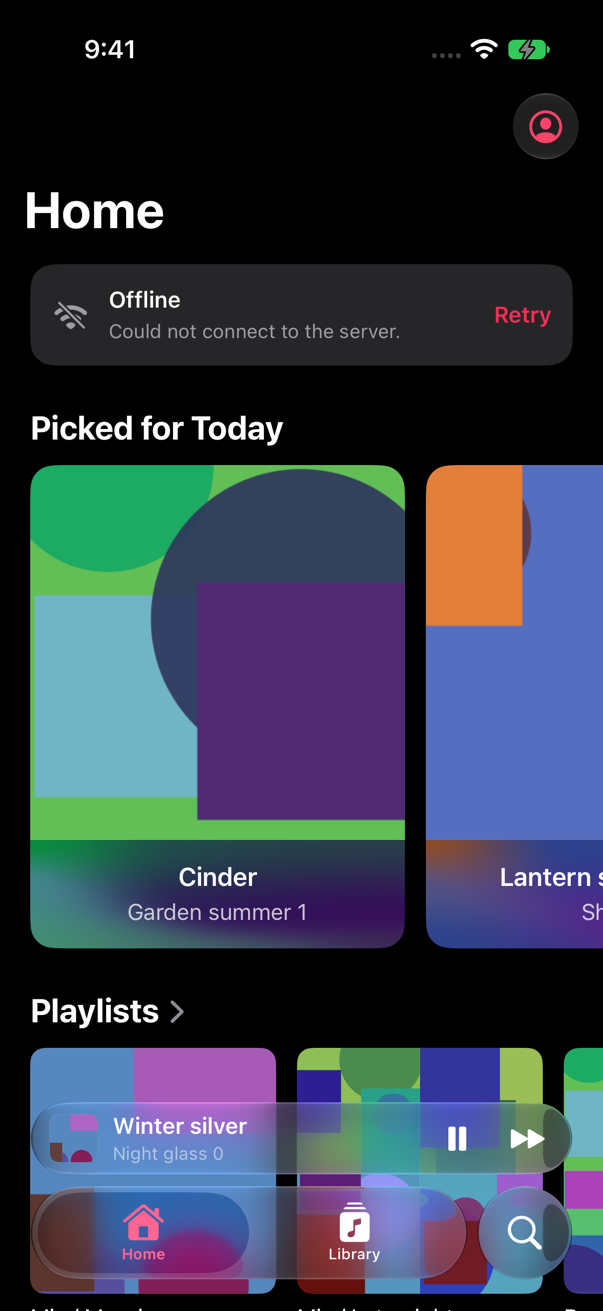 9:41
Home
Offline
Could not connect to the server.
Retry
Picked for Today
Cinder
Garden summer 1
Lantern
Playlists
Winter silver
Night glass 0
Home
Library